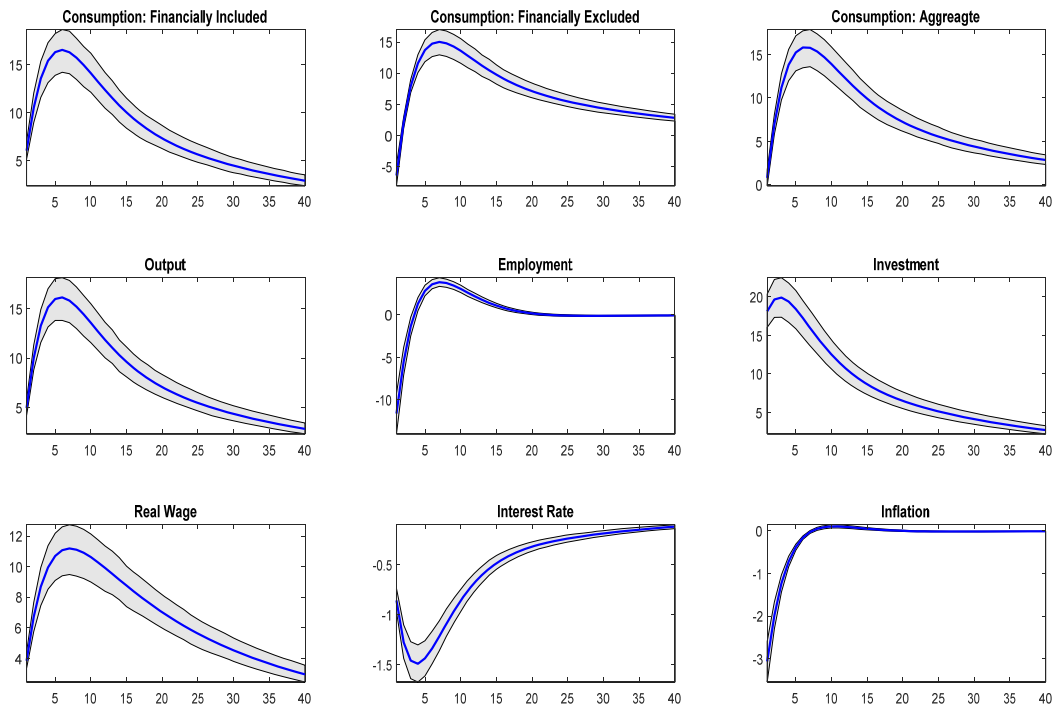 Consumption: Financially Included
Consumption: Financially Excluded
Consumption: Aggreagte
15
10
5
5 10 15 20 25 30 35 40
15
10
5
0
-5
5 10 15 20 25 30 35 40
15
10
5
0
5 10 15 20 25 30 35 40
Output
Employment
Investment
15
10
5
5 10 15 20 25 30 35 40
0
-5
-10
5 10 15 20 25 30 35 40
20
15
10
5
5 10 15 20 25 30 35 40
Real Wage
Interest Rate
Inflation
12
10
8
6
4
5 10 15 20 25 30 35 40
-0.5
-1
-1.5
5 10 15 20 25 30 35 40
0
-1
-2
-3
5 10 15 20 25 30 35 40